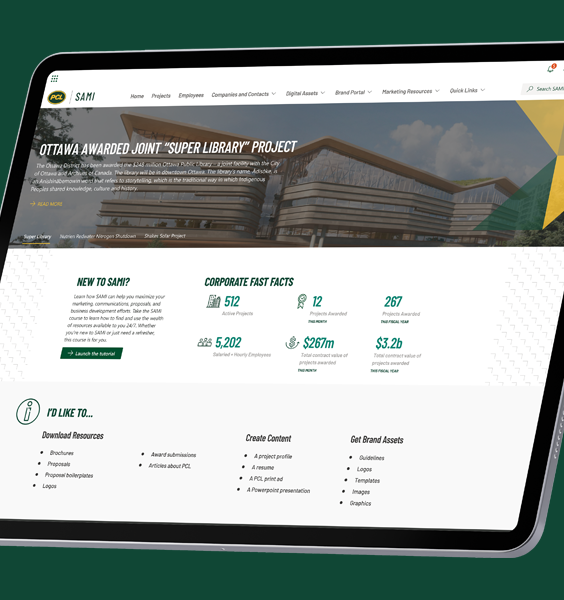 PCL SAMI
Home Projects Employees Companies and Contacts Digital Assets Brand Portal Marketing Resources Quick Links Search SAMI
OTTAWA AWARDED JOINT “SUPER LIBRARY” PROJECT
The Ottawa District has been awarded the $248 million Ottawa Public Library – a joint facility with the City
of Ottawa and Archives of Canada. The library will be in downtown Ottawa. The library's name, Ādisōke, is
an Anishinābemowin word that refers to storytelling, which is the traditional way in which Indigenous
Peoples shared knowledge, culture and history.
READ MORE
Super Library Nutrien Redwater Nitrogen Shutdown Stakes Solar Project
NEW TO SAMI?
Learn how SAMI can help you maximize your
marketing, communications, proposals, and
business development efforts. Take the SAMI
course to learn how to find and use the wealth
of resources available to you 24/7. Whether
you're new to SAMI or just need a refresher,
this course is for you.
Launch the tutorial
CORPORATE FAST FACTS
512
Active Projects
12
Projects Awarded
THIS MONTH
267
Projects Awarded
THIS FISCAL YEAR
5,202
Salaried + Hourly Employees
$267m
Total contract value of
projects awarded
THIS MONTH
$3.2b
Total contract value of
projects awarded
THIS FISCAL YEAR
I'D LIKE TO...
Download Resources
Brochures
Proposals
Proposal boilerplates
Logos
Award submissions
Articles about PCL
Create Content
A project profile
A resume
A PCL print ad
A Powerpoint presentation
Get Brand Assets
Guidelines
Logos
Templates
Images
Graphics